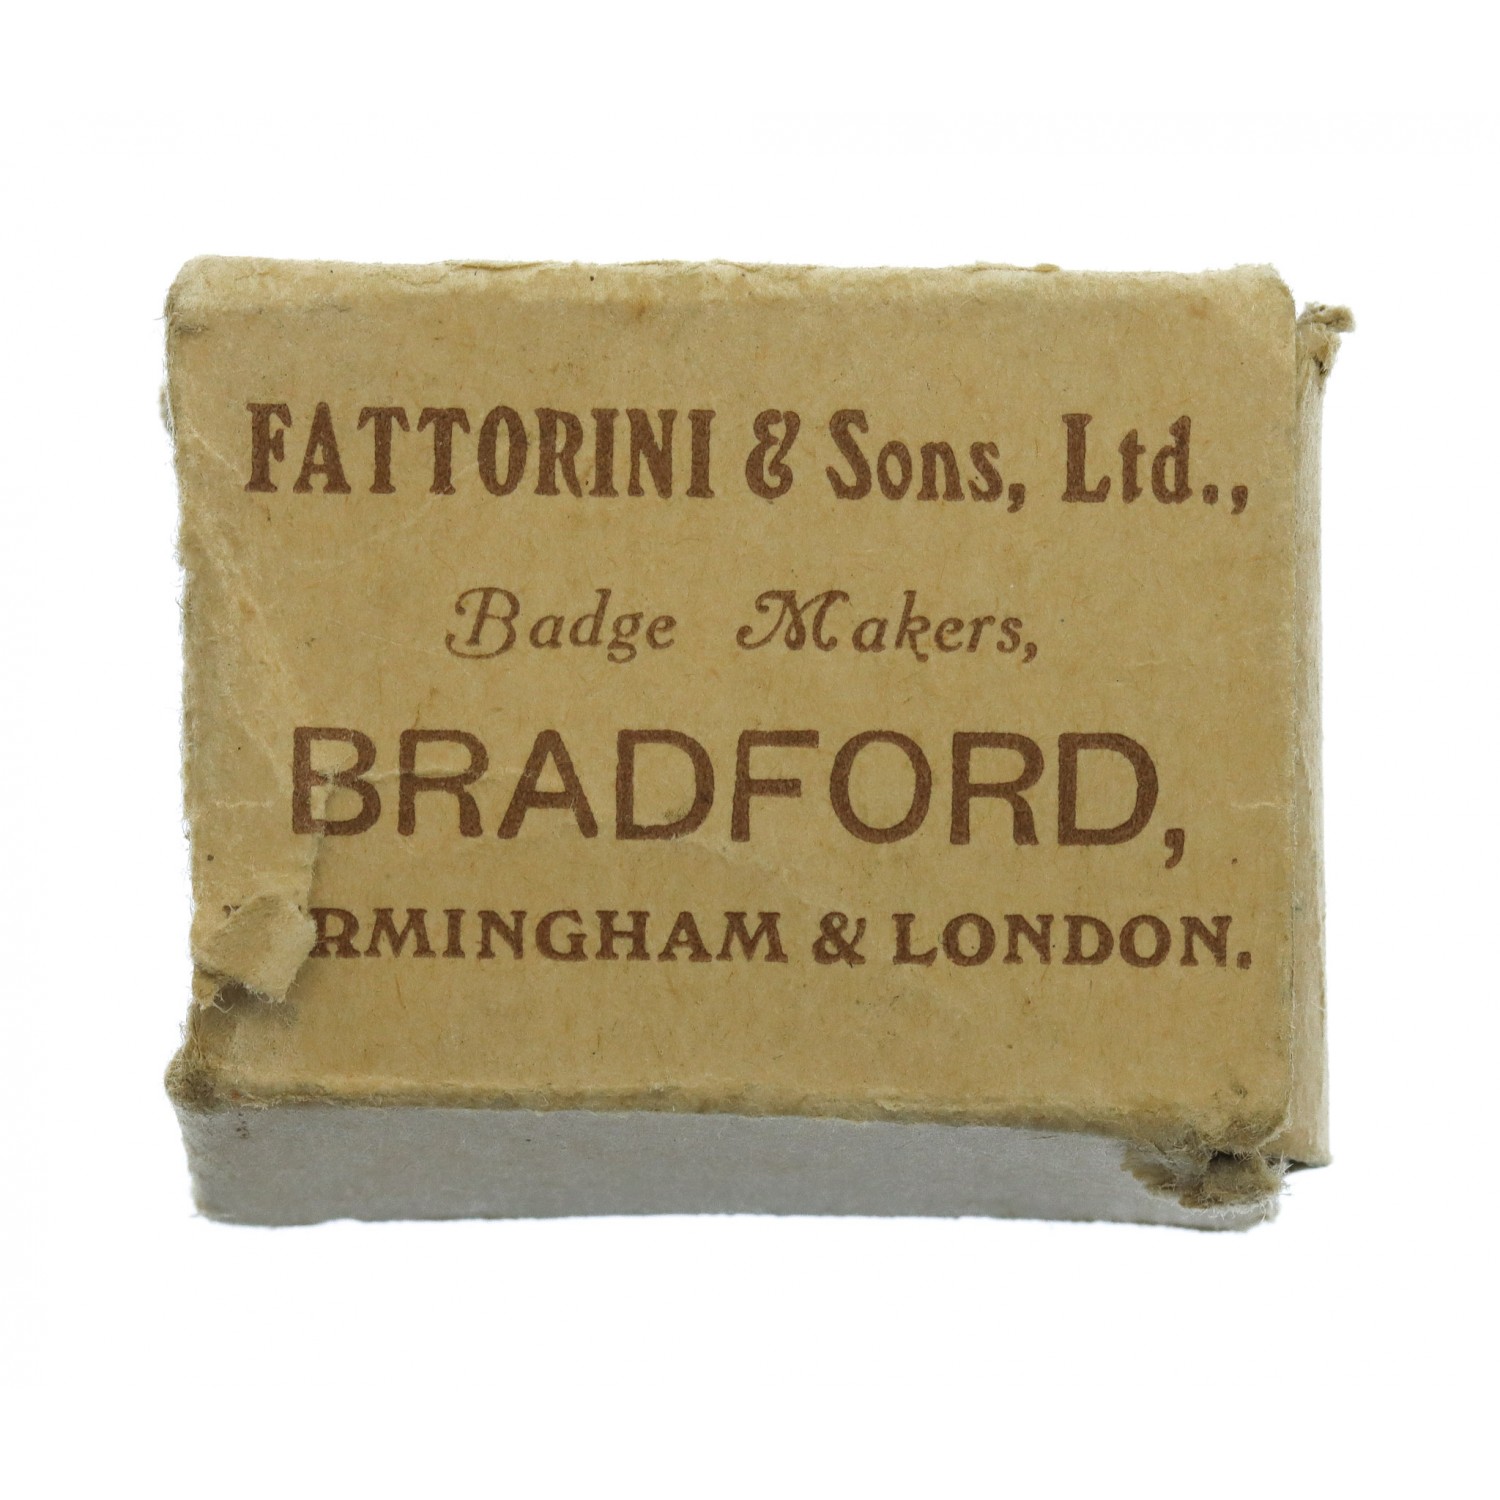 FATTORINI & Sons, Ltd.,
Badge Makers,
BRADFORD,
RMINGHAM & LONDON.